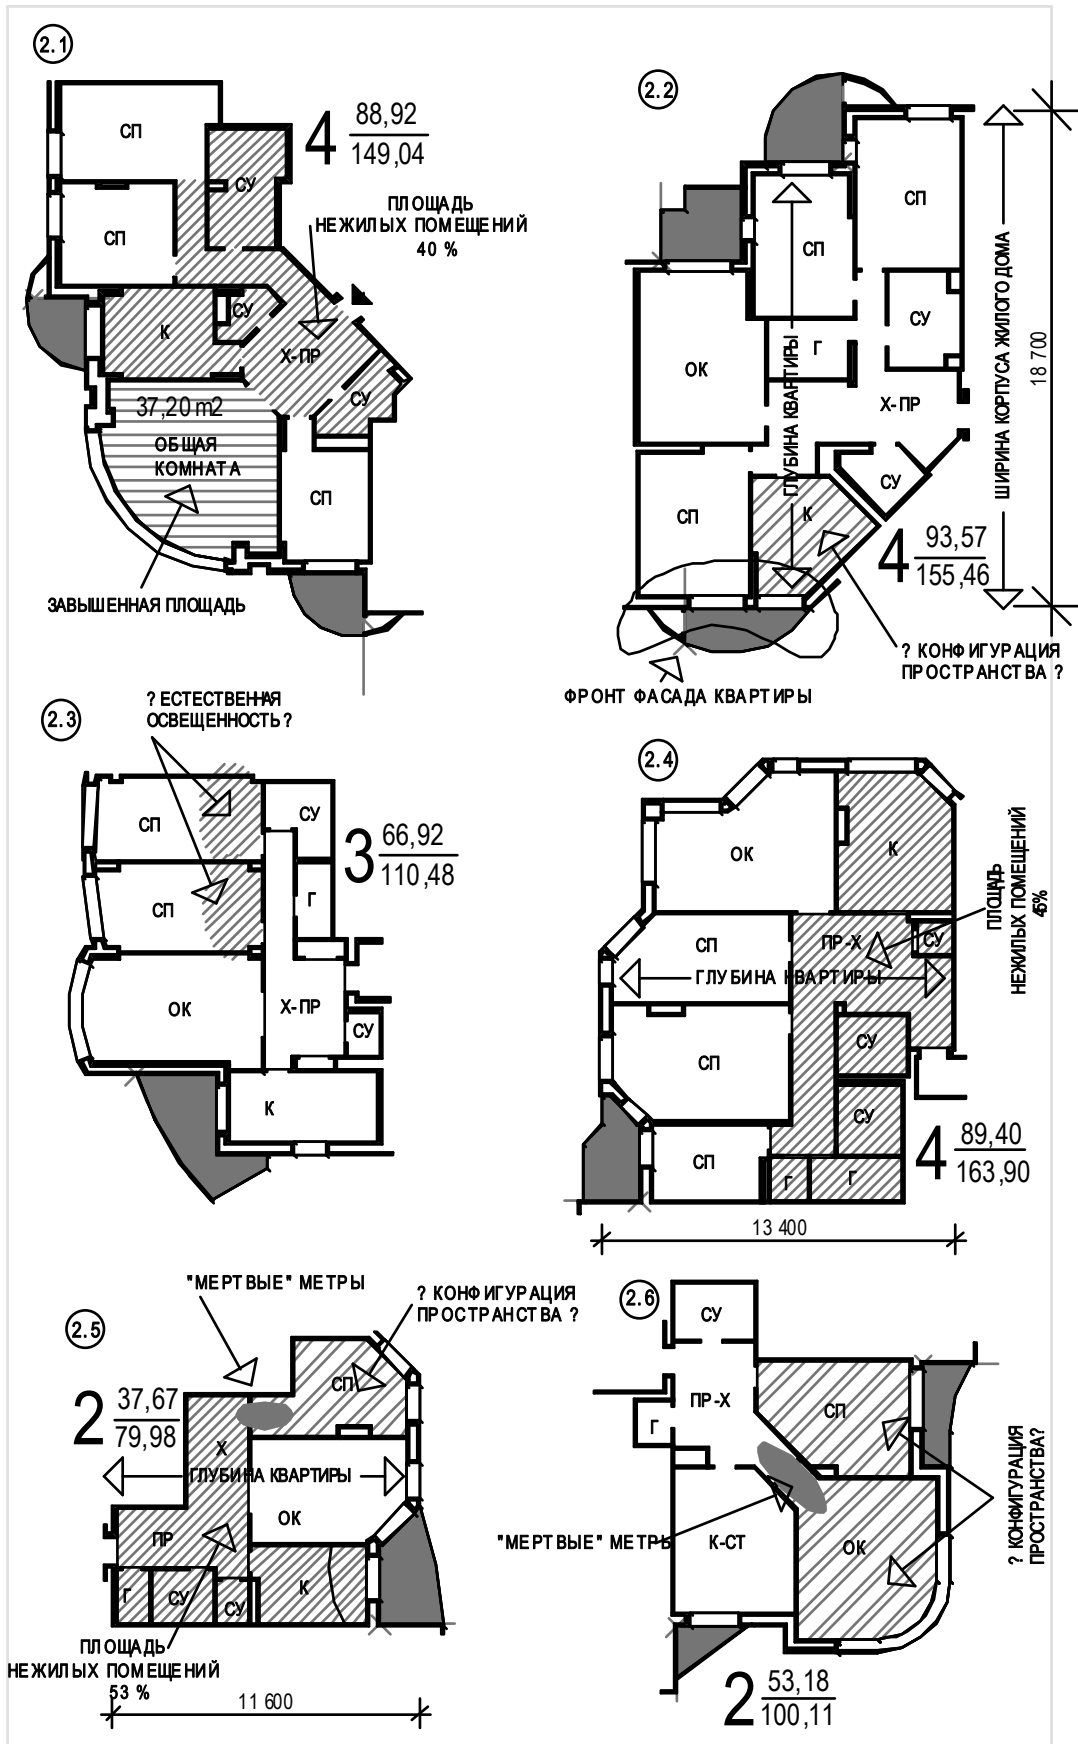 2.1
СП
СУ
СП
4 88,92
149,04
ПЛОЩАДЬ
НЕЖИЛЫХ ПОМЕЩЕНИЙ
40 %
К
СУ
Х-ПР
СУ
37,20 m2
ОБЩАЯ
КОМНАТА
СП
ЗАВЫШЕННАЯ ПЛОЩАДЬ
2.2
СП
СП
СУ
ОК
Г
Х-ПР
СУ
СП
К
ГЛУБИНА КВАРТИРЫ
ШИРИНА КОРПУСА ЖИЛОГО ДОМА
18 700
4 93,57
155,46
? КОНФИГУРАЦИЯ
ПРОСТРАНСТВА ?
ФРОНТ ФАСАДА КВАРТИРЫ
2.3
? ЕСТЕСТВЕННАЯ
ОСВЕЩЕННОСТЬ ?
СП
СУ
3 66,92
110,48
СП
Г
ОК
Х-ПР
СУ
К
2.4
ОК
К
СП
ПР-Х
СУ
ГЛУБИНА КВАРТИРЫ
ПЛОЩАДЬ
НЕЖИЛЫХ ПОМЕЩЕНИЙ
45%
СП
СУ
СУ
СП
Г
Г
4 89,40
163,90
13 400
2.5
"МЕРТВЫЕ" МЕТРЫ
? КОНФИГУРАЦИЯ
ПРОСТРАНСТВА ?
2 37,67
79,98
СП
Х
ГЛУБИНА КВАРТИРЫ
ОК
ПР
Г
СУ
СУ
К
ПЛОЩАДЬ
НЕЖИЛЫХ ПОМЕЩЕНИЙ
53 %
11 600
2.6
СУ
ПР-Х
Г
СП
"МЕРТВЫЕ" МЕТРЫ
К-СТ
ОК
? КОНФИГУРАЦИЯ
ПРОСТРАНСТВА?
2 53,18
100,11